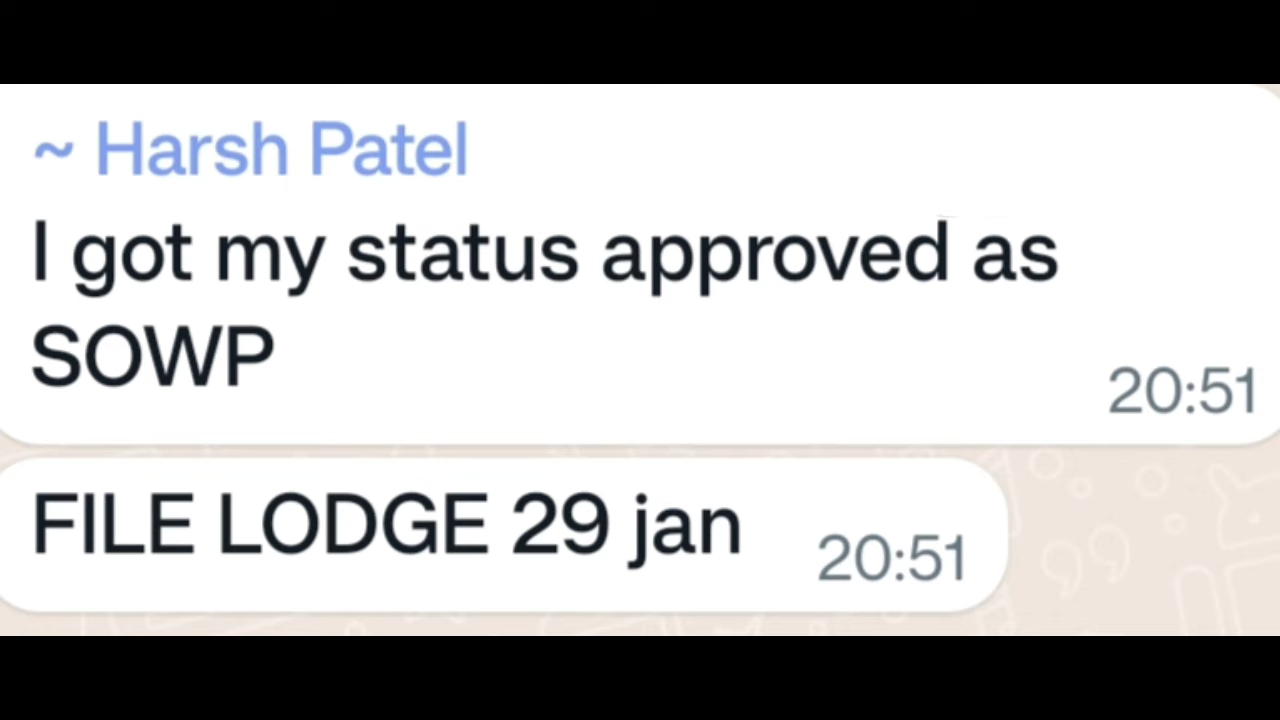 ~ Harsh Patel
I got my status approved as
SOWP
20:51
FILE LODGE 29 jan
20:51